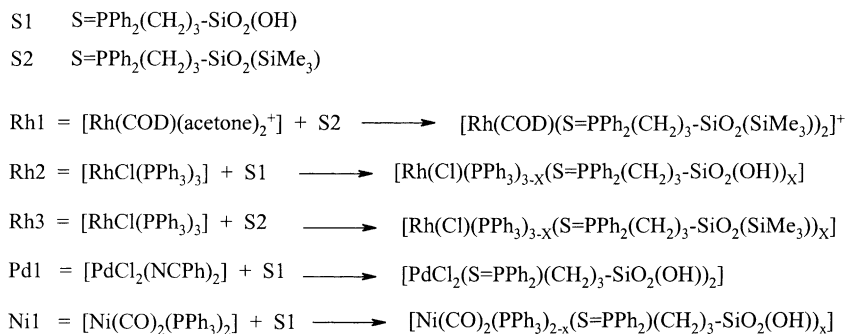 S1 S=PPh₂(CH₂)₃-SiO₂(OH)
S2 S=PPh₂(CH₂)₃-SiO₂(SiMe₃)
Rh1 = [Rh(COD)(acetone)₂⁺] + S2 ⟶ [Rh(COD)(S=PPh₂(CH₂)₃-SiO₂(SiMe₃))₂]⁺
Rh2 = [RhCl(PPh₃)₃] + S1 ⟶ [Rh(Cl)(PPh₃)₃₋X(S=PPh₂(CH₂)₃-SiO₂(OH))X]
Rh3 = [RhCl(PPh₃)₃] + S2 ⟶ [Rh(Cl)(PPh₃)₃₋X(S=PPh₂(CH₂)₃-SiO₂(SiMe₃))X]
Pd1 = [PdCl₂(NCPh)₂] + S1 ⟶ [PdCl₂(S=PPh₂)(CH₂)₃-SiO₂(OH))₂]
Ni1 = [Ni(CO)₂(PPh₃)₂] + S1 ⟶ [Ni(CO)₂(PPh₃)₂₋ₓ(S=PPh₂)(CH₂)₃-SiO₂(OH))ₓ]